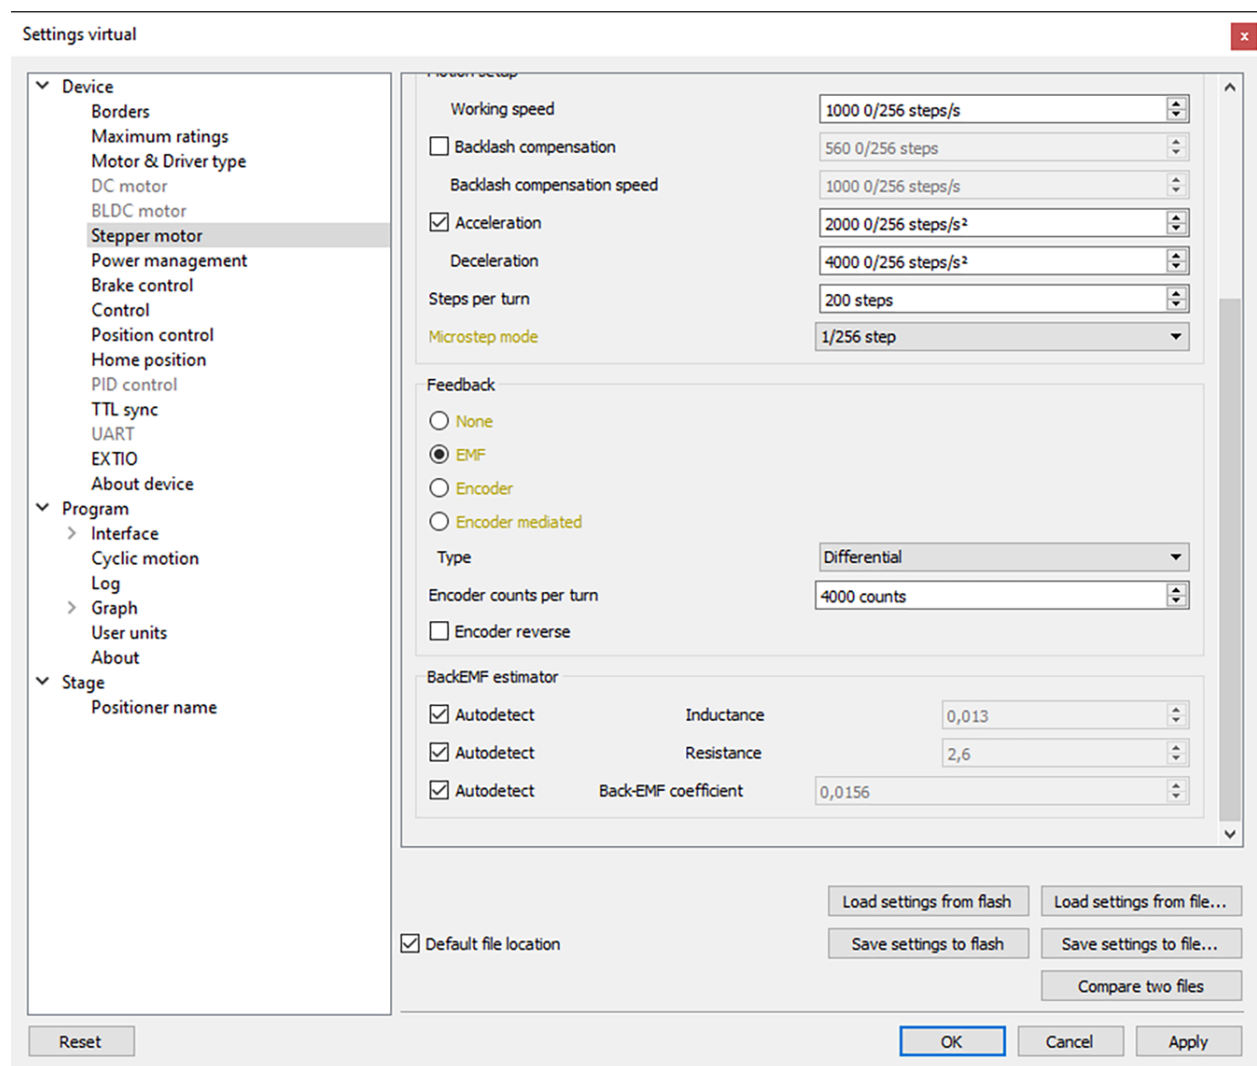 Settings virtual
x
Device
Borders
Maximum ratings
Motor & Driver type
DC motor
BLDC motor
Stepper motor
Power management
Brake control
Control
Position control
Home position
PID control
TTL sync
UART
EXTIO
About device
Program
Interface
Cyclic motion
Log
Graph
User units
About
Stage
Positioner name
Motion setup
Working speed 1000 0/256 steps/s
Backlash compensation 560 0/256 steps
Backlash compensation speed 1000 0/256 steps/s
Acceleration 2000 0/256 steps/s²
Deceleration 4000 0/256 steps/s²
Steps per turn 200 steps
Microstep mode 1/256 step
Feedback
None
EMF
Encoder
Encoder mediated
Type Differential
Encoder counts per turn 4000 counts
Encoder reverse
BackEMF estimator
Autodetect Inductance 0,013
Autodetect Resistance 2,6
Autodetect Back-EMF coefficient 0,0156
Load settings from flash Load settings from file...
Default file location Save settings to flash Save settings to file...
Compare two files
Reset OK Cancel Apply